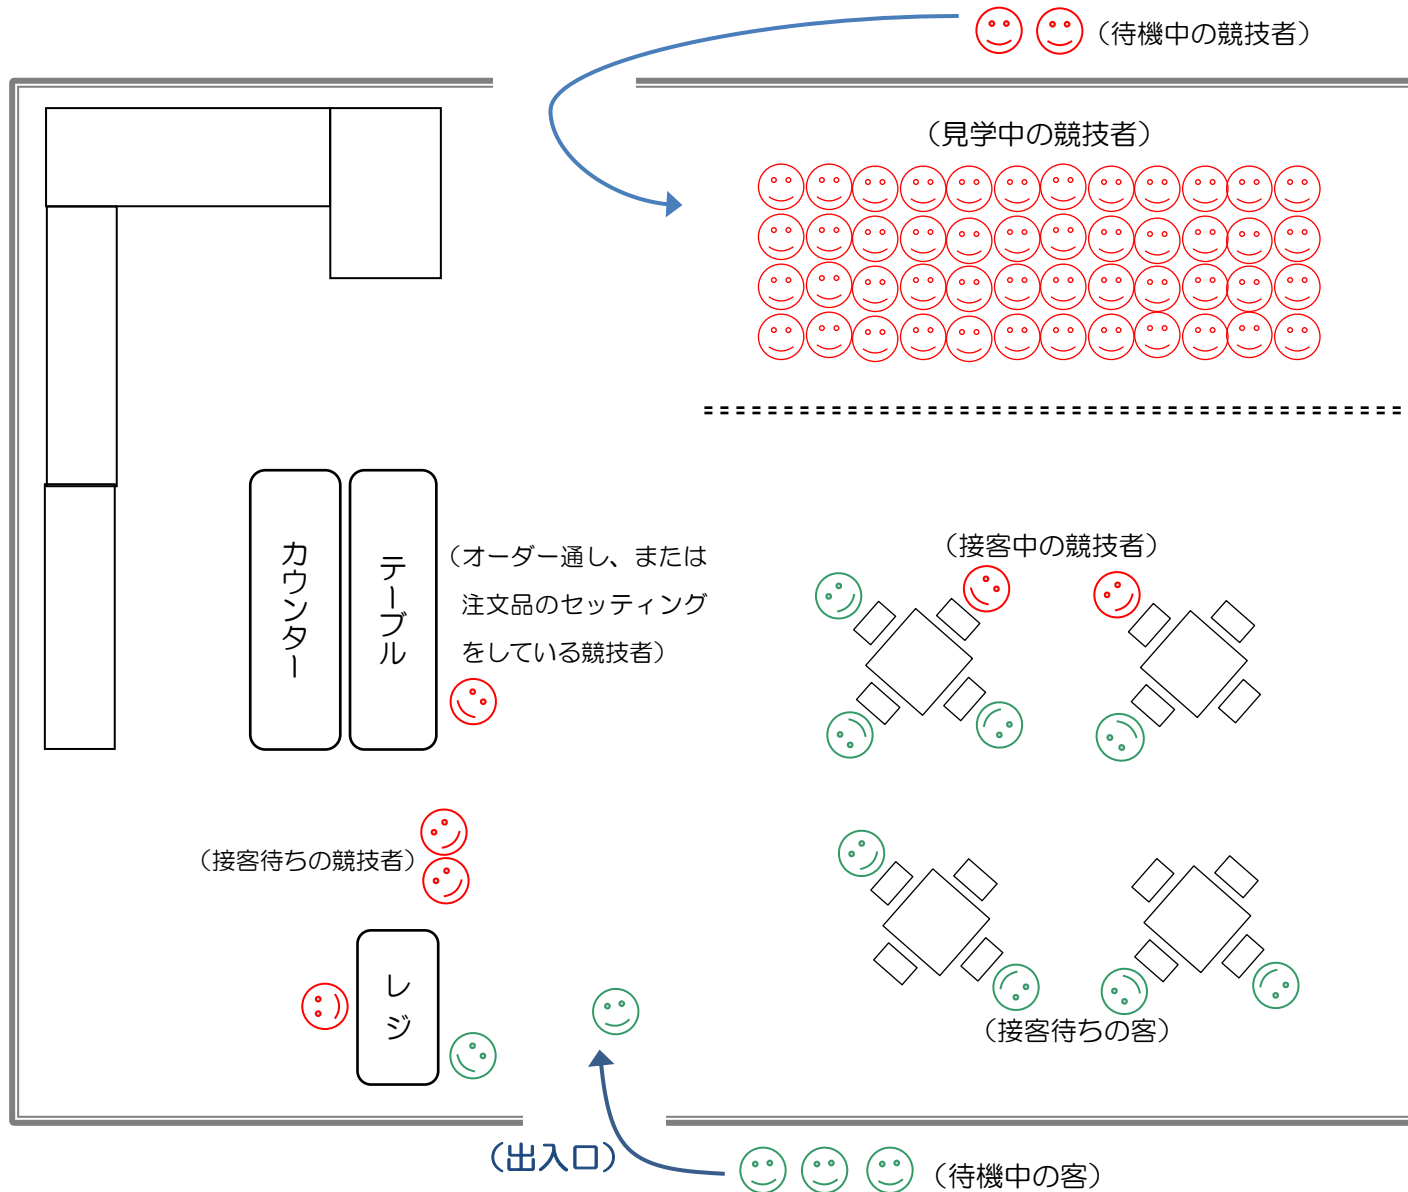 （待機中の競技者）
（見学中の競技者）
カウンター
テーブル
（オーダー通し、または
注文品のセッティング
をしている競技者）
（接客中の競技者）
（接客待ちの競技者）
レジ
（接客待ちの客）
（出入口）
（待機中の客）